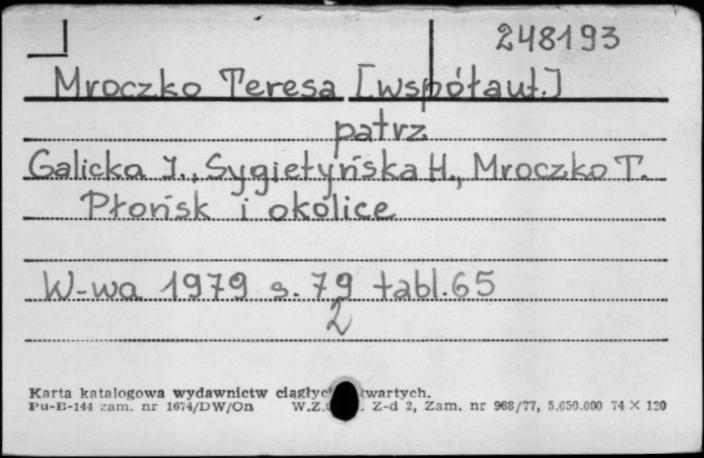 248193
Mroczko Teresa [współaut.]
patrz
Galicka I., Sygietyńska H., Mroczko T.
Płońsk i okolice
W-wa 1979 s. 79 tabl. 65
2
Karta katalogowa wydawnictw ciągłyc twartych.
Pu-B-144 zam. nr 1674/DW/On W.Z. Z-d 2, Zam. nr 968/77, 5.650.000 74 X 120